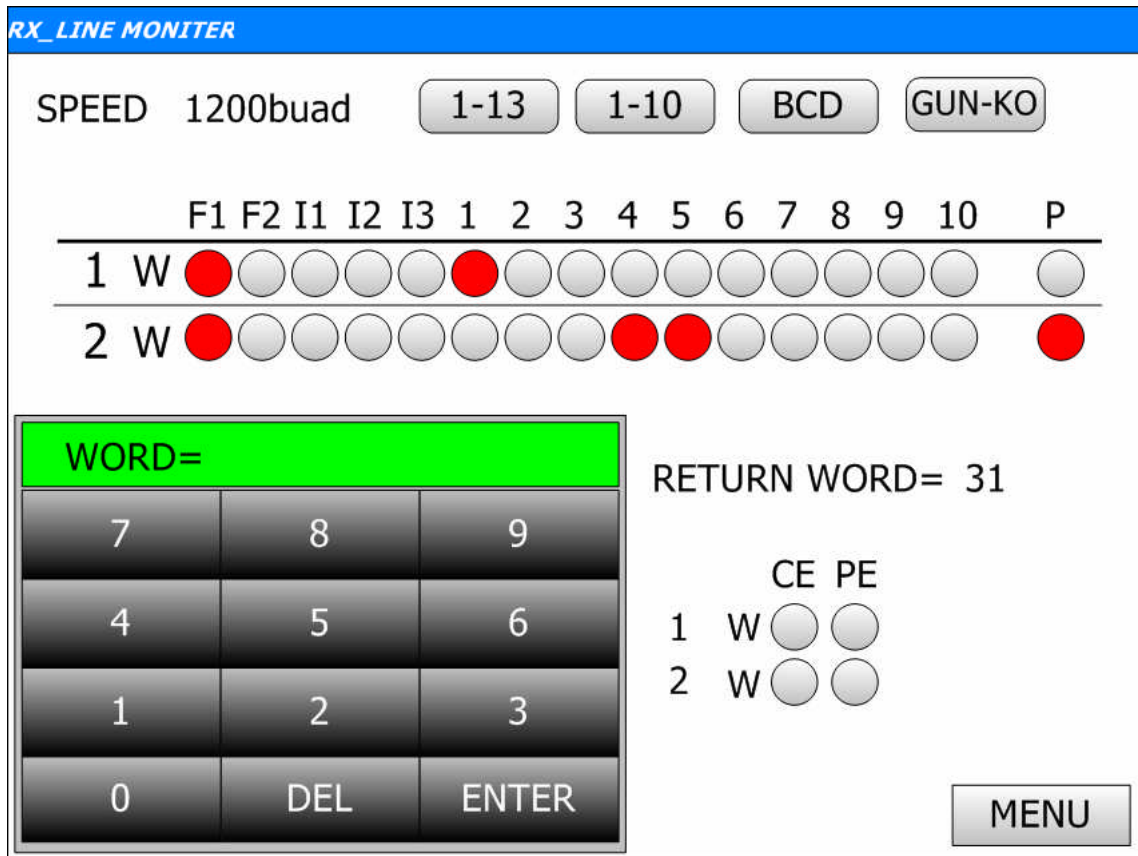 RX_LINE MONITER
SPEED 1200buad 1-13 1-10 BCD GUN-KO
F1 F2 I1 I2 I3 1 2 3 4 5 6 7 8 9 10 P
1 W
2 W
WORD=
7 8 9
4 5 6
1 2 3
0 DEL ENTER
RETURN WORD= 31
CE PE
1 W
2 W
MENU